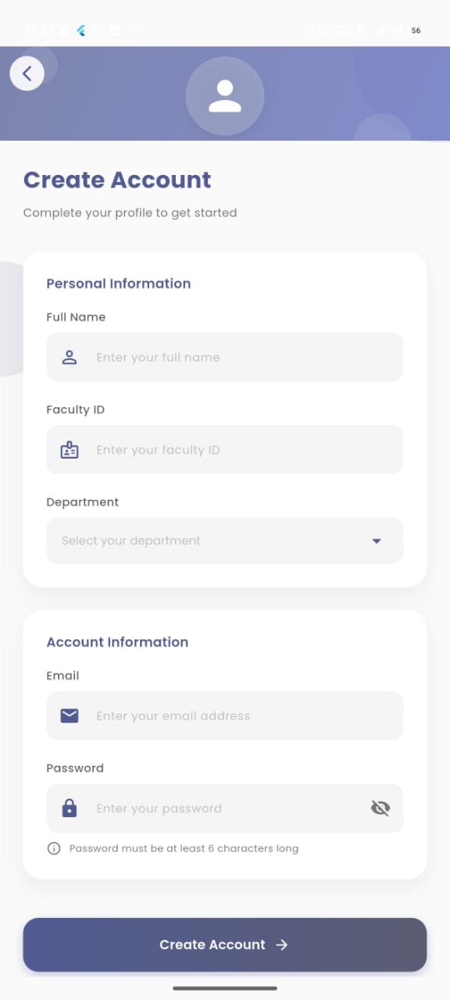 10:23
56
Create Account
Complete your profile to get started
Personal Information
Full Name
Enter your full name
Faculty ID
Enter your faculty ID
Department
Select your department
Account Information
Email
Enter your email address
Password
Enter your password
Password must be at least 6 characters long
Create Account